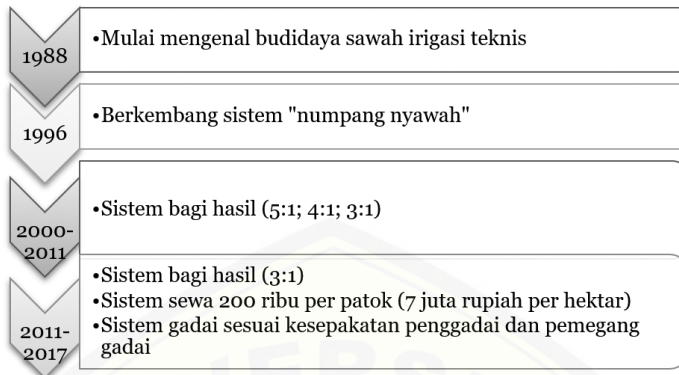 1988
•Mulai mengenal budidaya sawah irigasi teknis
1996
•Berkembang sistem "numpang nyawah"
2000-
2011
•Sistem bagi hasil (5:1; 4:1; 3:1)
2011-
2017
•Sistem bagi hasil (3:1)
•Sistem sewa 200 ribu per patok (7 juta rupiah per hektar)
•Sistem gadai sesuai kesepakatan penggadai dan pemegang
gadai